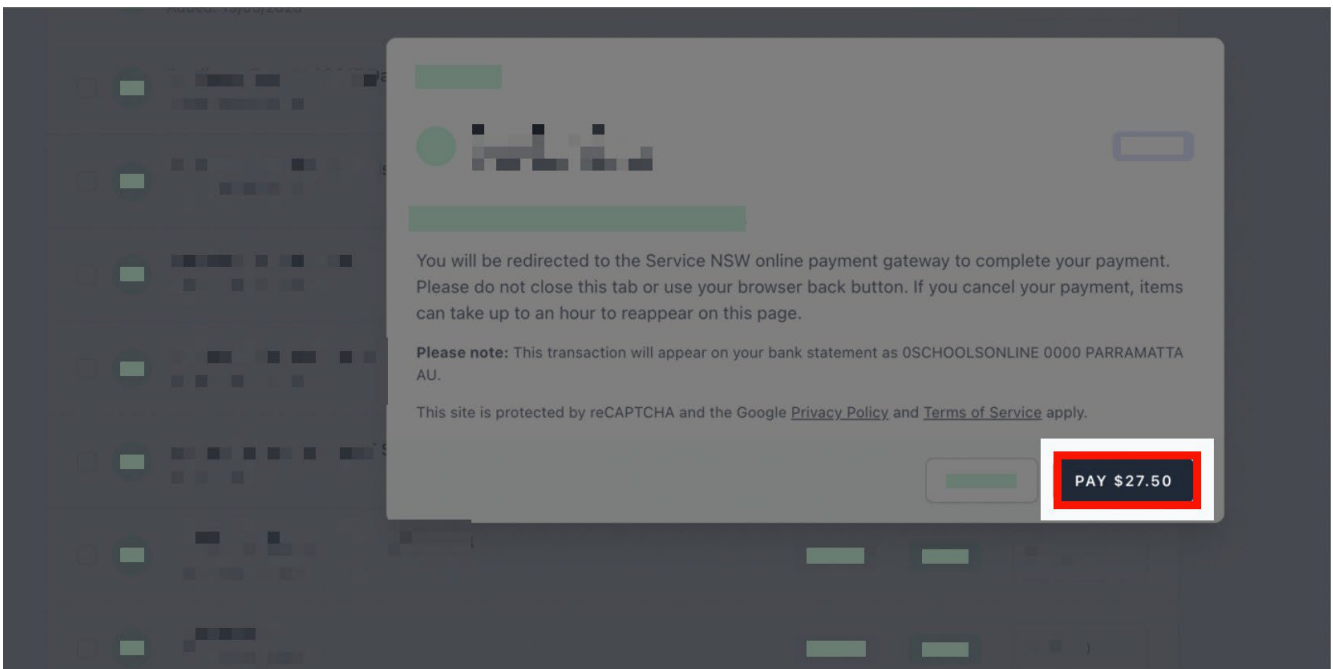 Added: 15/05/2023
You will be redirected to the Service NSW online payment gateway to complete your payment.
Please do not close this tab or use your browser back button. If you cancel your payment, items
can take up to an hour to reappear on this page.
Please note: This transaction will appear on your bank statement as 0SCHOOLSONLINE 0000 PARRAMATTA
AU.
This site is protected by reCAPTCHA and the Google Privacy Policy and Terms of Service apply.
PAY $27.50